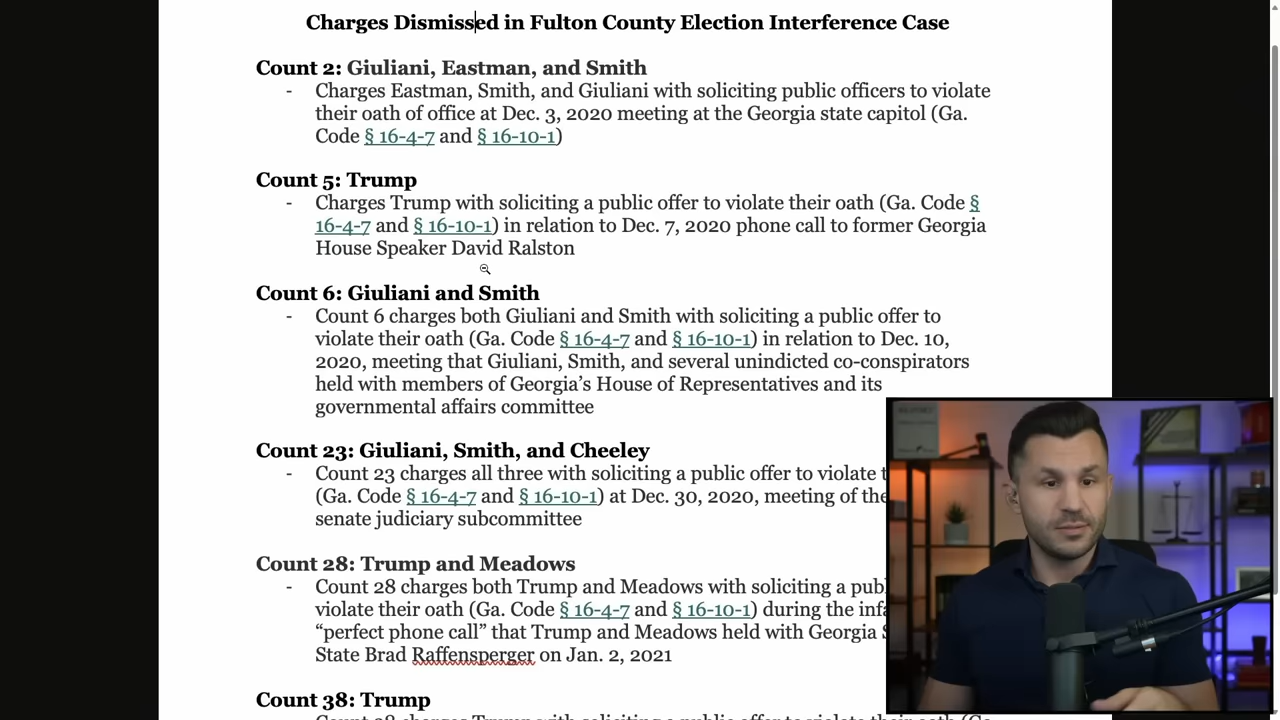 Charges Dismissed in Fulton County Election Interference Case
Count 2: Giuliani, Eastman, and Smith
- Charges Eastman, Smith, and Giuliani with soliciting public officers to violate
their oath of office at Dec. 3, 2020 meeting at the Georgia state capitol (Ga.
Code § 16-4-7 and § 16-10-1)
Count 5: Trump
- Charges Trump with soliciting a public offer to violate their oath (Ga. Code §
16-4-7 and § 16-10-1) in relation to Dec. 7, 2020 phone call to former Georgia
House Speaker David Ralston
Count 6: Giuliani and Smith
- Count 6 charges both Giuliani and Smith with soliciting a public offer to
violate their oath (Ga. Code § 16-4-7 and § 16-10-1) in relation to Dec. 10,
2020, meeting that Giuliani, Smith, and several unindicted co-conspirators
held with members of Georgia’s House of Representatives and its
governmental affairs committee
Count 23: Giuliani, Smith, and Cheeley
- Count 23 charges all three with soliciting a public offer to violate
(Ga. Code § 16-4-7 and § 16-10-1) at Dec. 30, 2020, meeting of the
senate judiciary subcommittee
Count 28: Trump and Meadows
- Count 28 charges both Trump and Meadows with soliciting a
violate their oath (Ga. Code § 16-4-7 and § 16-10-1) during the
“perfect phone call” that Trump and Meadows held with Georgia
State Brad Raffensperger on Jan. 2, 2021
Count 38: Trump